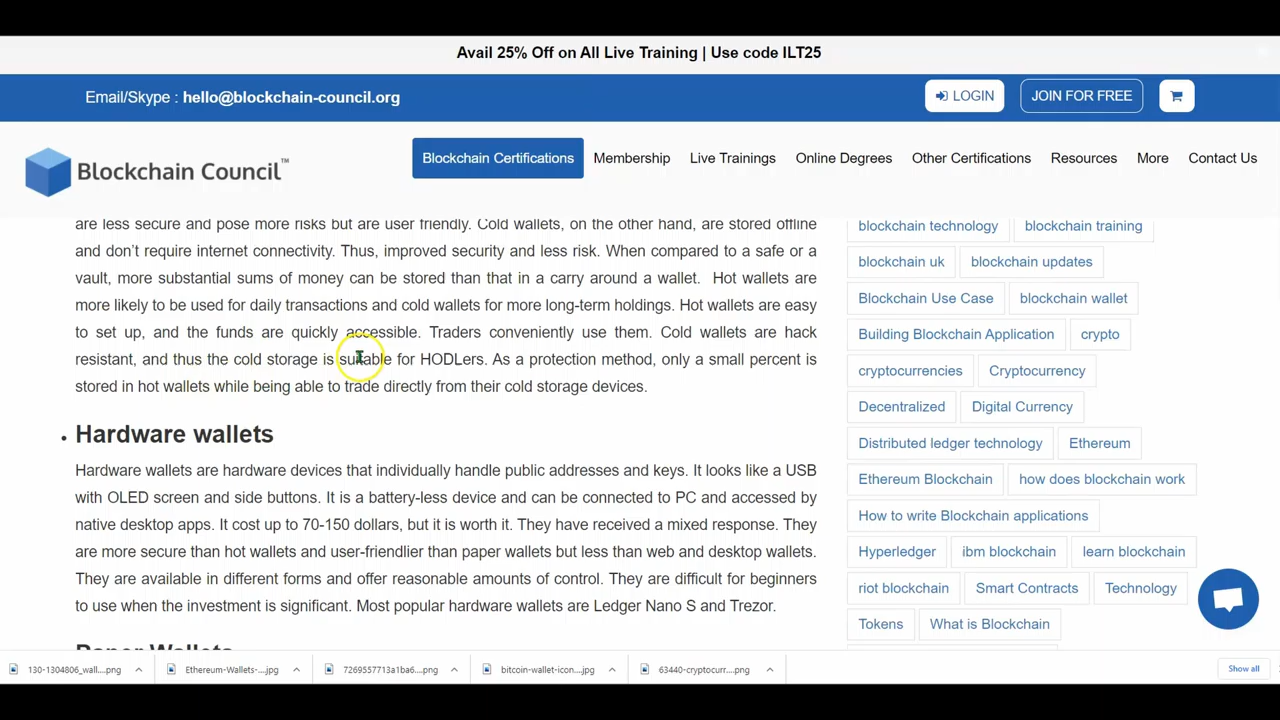 Avail 25% Off on All Live Training | Use code ILT25
Email/Skype : hello@blockchain-council.org
LOGIN
JOIN FOR FREE
Blockchain Council™
Blockchain Certifications
Membership
Live Trainings
Online Degrees
Other Certifications
Resources
More
Contact Us
are less secure and pose more risks but are user friendly. Cold wallets, on the other hand, are stored offline
and don't require internet connectivity. Thus, improved security and less risk. When compared to a safe or a
vault, more substantial sums of money can be stored than that in a carry around a wallet. Hot wallets are
more likely to be used for daily transactions and cold wallets for more long-term holdings. Hot wallets are easy
to set up, and the funds are quickly accessible. Traders conveniently use them. Cold wallets are hack
resistant, and thus the cold storage is suitable for HODLers. As a protection method, only a small percent is
stored in hot wallets while being able to trade directly from their cold storage devices.
• Hardware wallets
Hardware wallets are hardware devices that individually handle public addresses and keys. It looks like a USB
with OLED screen and side buttons. It is a battery-less device and can be connected to PC and accessed by
native desktop apps. It cost up to 70-150 dollars, but it is worth it. They have received a mixed response. They
are more secure than hot wallets and user-friendlier than paper wallets but less than web and desktop wallets.
They are available in different forms and offer reasonable amounts of control. They are difficult for beginners
to use when the investment is significant. Most popular hardware wallets are Ledger Nano S and Trezor.
Paper Wallets
blockchain technology
blockchain training
blockchain uk
blockchain updates
Blockchain Use Case
blockchain wallet
Building Blockchain Application
crypto
cryptocurrencies
Cryptocurrency
Decentralized
Digital Currency
Distributed ledger technology
Ethereum
Ethereum Blockchain
how does blockchain work
How to write Blockchain applications
Hyperledger
ibm blockchain
learn blockchain
riot blockchain
Smart Contracts
Technology
Tokens
What is Blockchain
130-1304806_wall....png
Ethereum-Wallets-....jpg
7269557713a1ba6....png
bitcoin-wallet-icon....jpg
63440-cryptocurr....png
Show all